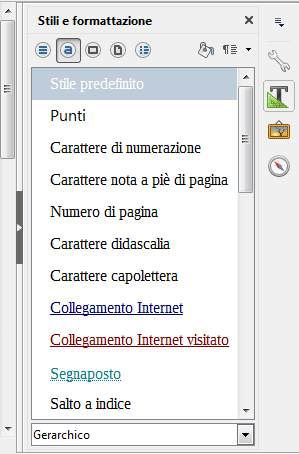 Stili e formattazione
Stile predefinito
Punti
Carattere di numerazione
Carattere nota a piè di pagina
Numero di pagina
Carattere didascalia
Carattere capolettera
Collegamento Internet
Collegamento Internet visitato
Segnaposto
Salto a indice
Gerarchico